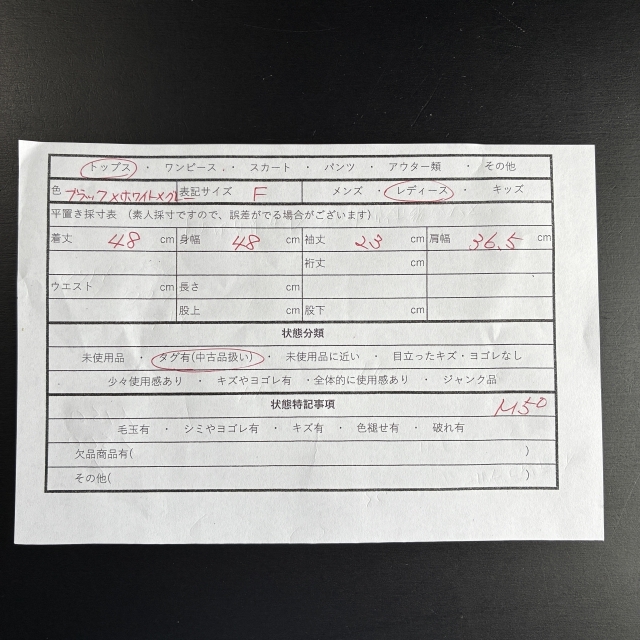 トップス ・ ワンピース ・ スカート ・ パンツ ・ アウター類 ・ その他
色 ブラック×ホワイト×グレー 表記サイズ F メンズ ・ レディース ・ キッズ
平置き採寸表 （素人採寸ですので、誤差がでる場合がございます）
着丈 48 cm 身幅 48 cm 袖丈 23 cm 肩幅 36.5 cm
cm cm 裄丈 cm
ウエスト cm 長さ cm cm
股上 cm 股下 cm
状態分類
未使用品 ・ タグ有(中古品扱い) ・ 未使用品に近い ・ 目立ったキズ・ヨゴレなし
少々使用感あり ・ キズやヨゴレ有 ・全体的に使用感あり ・ ジャンク品
状態特記事項 M50
毛玉有 ・ シミやヨゴレ有 ・ キズ有 ・ 色褪せ有 ・ 破れ有
欠品商品有( )
その他( )